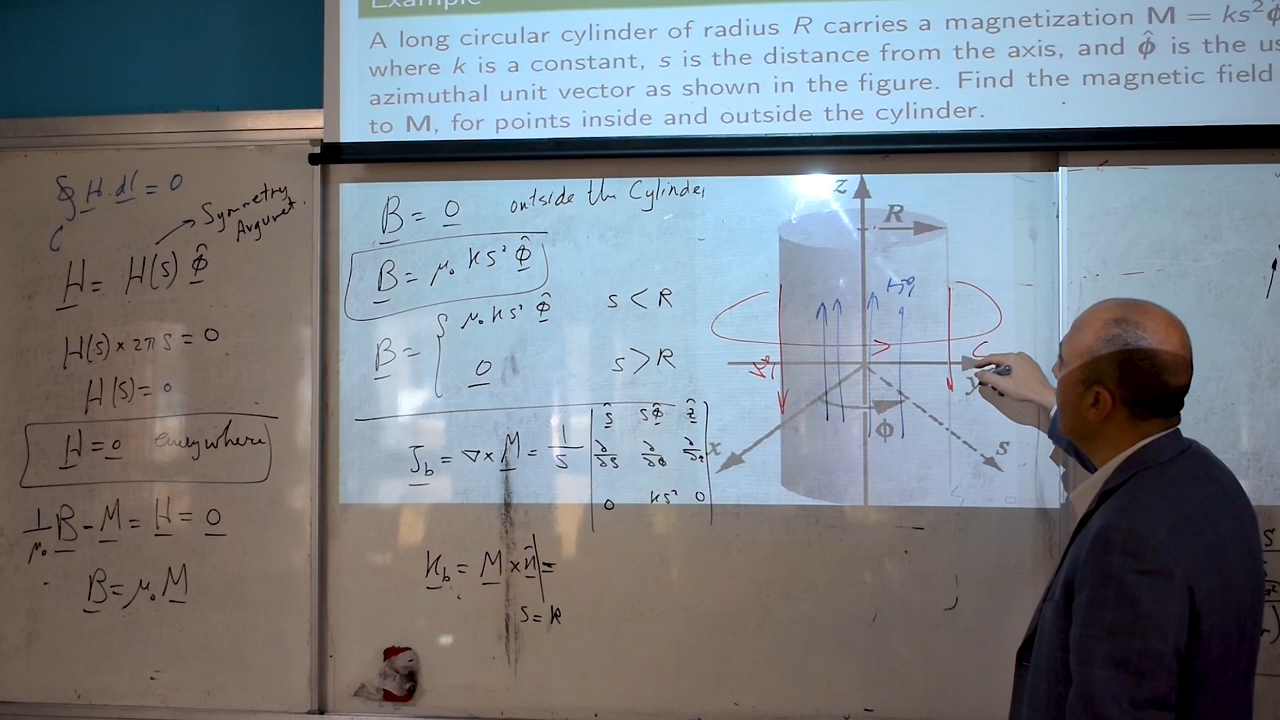 Example
A long circular cylinder of radius R carries a magnetization M = ks²ϕ̂
where k is a constant, s is the distance from the axis, and ϕ̂ is the us
azimuthal unit vector as shown in the figure. Find the magnetic field
to M, for points inside and outside the cylinder.
∮ H · dl = 0
C
Symmetry
H = H(s) ϕ̂
H(s) × 2π s = 0
H(s) = 0
H = 0 everywhere
1/μ₀ B - M = H = 0
B = μ₀ M
B = 0 outside the Cylinder
B = μ₀ ks² ϕ̂
B = { μ₀ ks² ϕ̂ s < R
0 s > R
J_b = ∇ × M = 1/s | ŝ sϕ̂ ẑ
∂/∂s ∂/∂ϕ ∂/∂z
0 ks² 0 |
K_b = M × n̂ | =
s = R
z
R
C
y
ϕ
x
s